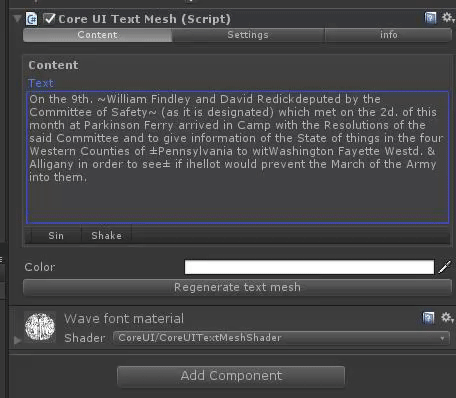 Core UI Text Mesh (Script)
Content Settings info
Content
Text
On the 9th. ~William Findley and David Redickdeputed by the
Committee of Safety~ (as it is designated) which met on the 2d. of this
month at Parkinson Ferry arrived in Camp with the Resolutions of the
said Committee and to give information of the State of things in the four
Western Counties of ±Pennsylvania to witWashington Fayette Westd. &
Alligany in order to see± if ihellot would prevent the March of the Army
into them.
Sin Shake
Color
Regenerate text mesh
Wave font material
Shader CoreUI/CoreUITextMeshShader
Add Component